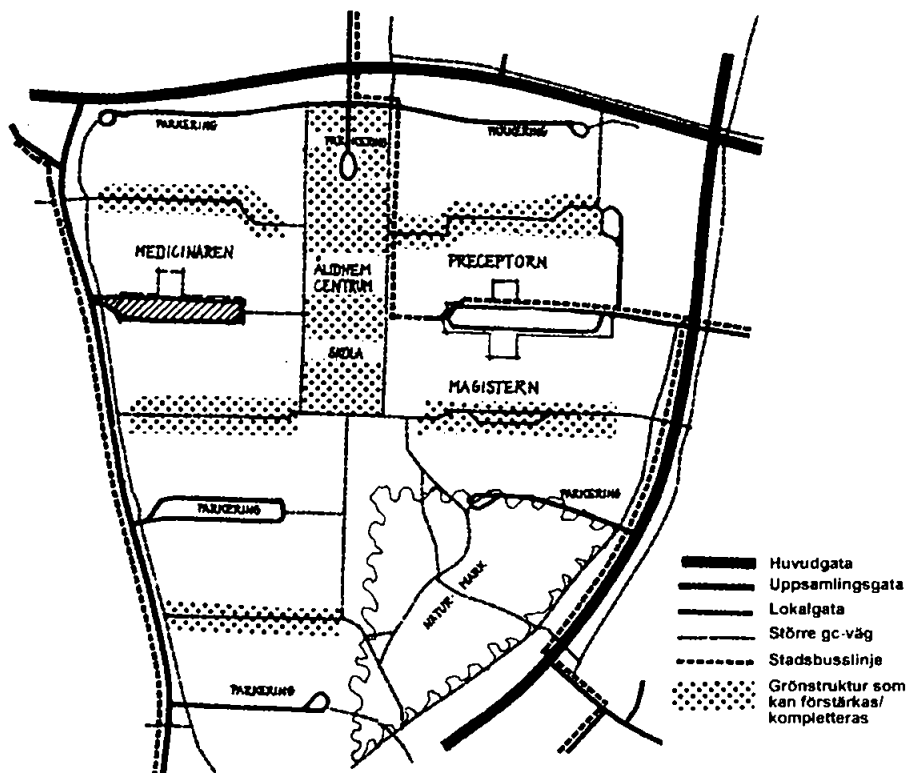 PARKERING
PARKERING
PARKERING
MEDICINAREN
PRECEPTORN
ÅLIDHEM
CENTRUM
SKOLA
MAGISTERN
PARKERING
PARKERING
NATUR-MARK
PARKERING
Huvudgata
Uppsamlingsgata
Lokalgata
Större gc-väg
Stadsbusslinje
Grönstruktur som
kan förstärkas/
kompletteras